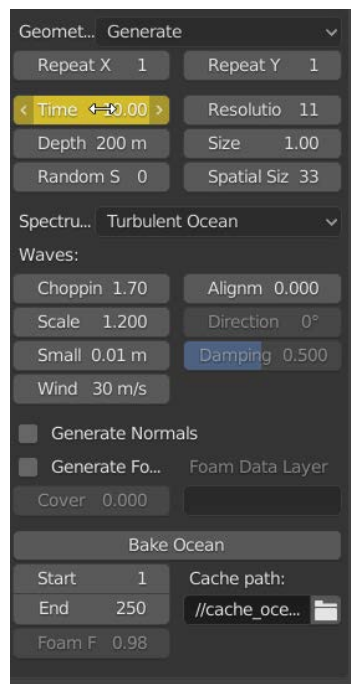 Geomet... Generate
Repeat X 1 Repeat Y 1
Time 0.00 Resolutio 11
Depth 200 m Size 1.00
Random S 0 Spatial Siz 33
Spectru... Turbulent Ocean
Waves:
Choppin 1.70 Alignm 0.000
Scale 1.200 Direction 0°
Small 0.01 m Damping 0.500
Wind 30 m/s
Generate Normals
Generate Fo... Foam Data Layer
Cover 0.000
Bake Ocean
Start 1 Cache path:
End 250 //cache_oce...
Foam F 0.98